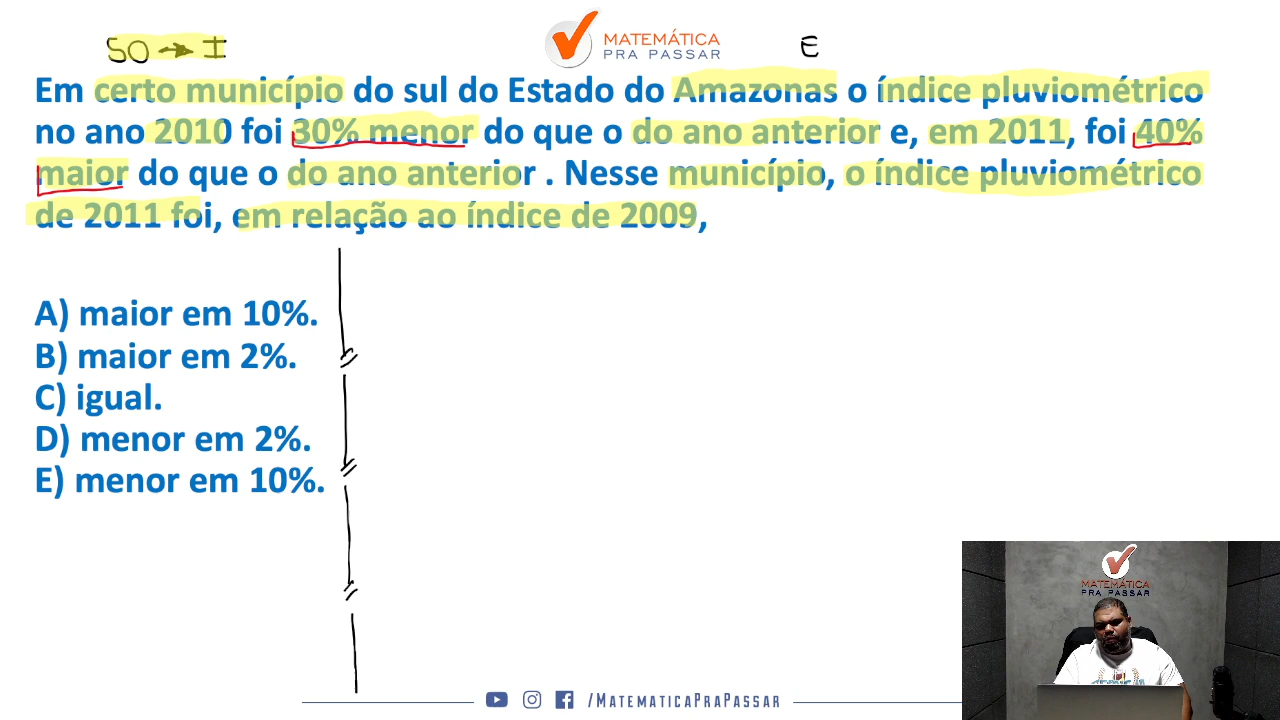 SO → I
MATEMÁTICA
PRA PASSAR
E
Em certo município do sul do Estado do Amazonas o índice pluviométrico
no ano 2010 foi 30% menor do que o do ano anterior e, em 2011, foi 40%
maior do que o do ano anterior . Nesse município, o índice pluviométrico
de 2011 foi, em relação ao índice de 2009,
A) maior em 10%.
B) maior em 2%.
C) igual.
D) menor em 2%.
E) menor em 10%.
MATEMÁTICA
PRA PASSAR
/MATEMATICAPRAPASSAR